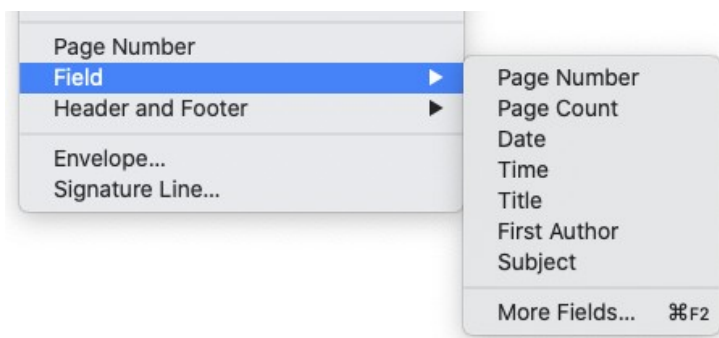 Page Number
Field
Header and Footer
Envelope...
Signature Line...
Page Number
Page Count
Date
Time
Title
First Author
Subject
More Fields... ⌘F2